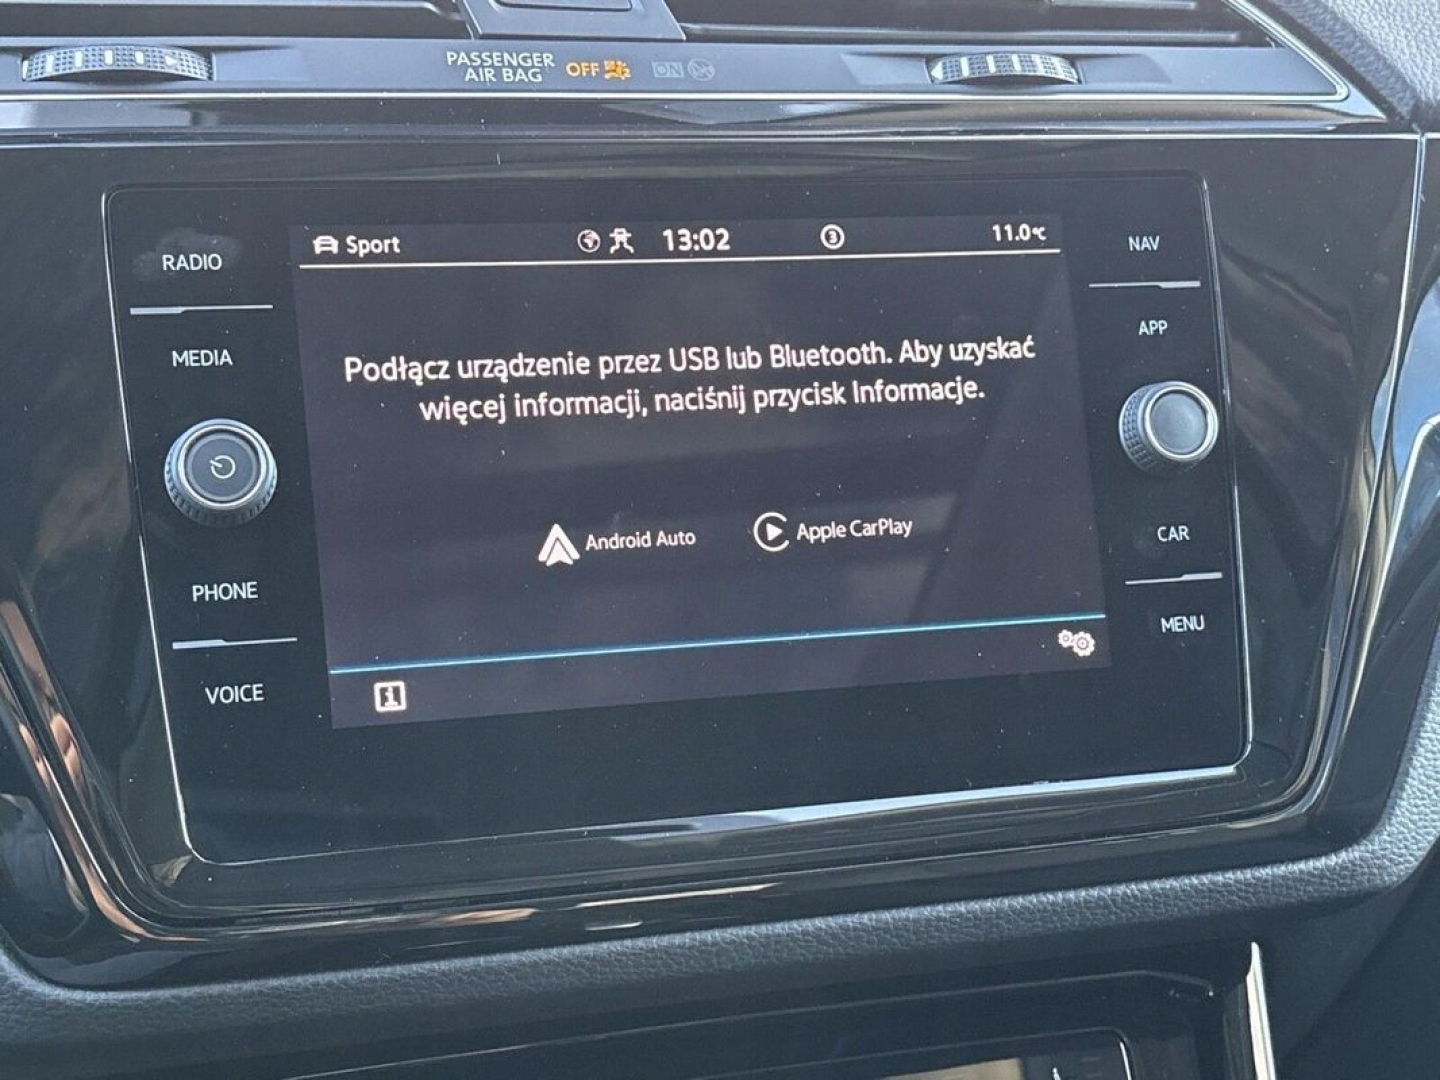 PASSENGER
AIR BAG OFF ON
RADIO
MEDIA
PHONE
VOICE
Sport 13:02 3 11.0°C
Podłącz urządzenie przez USB lub Bluetooth. Aby uzyskać
więcej informacji, naciśnij przycisk Informacje.
Android Auto Apple CarPlay
i
NAV
APP
CAR
MENU